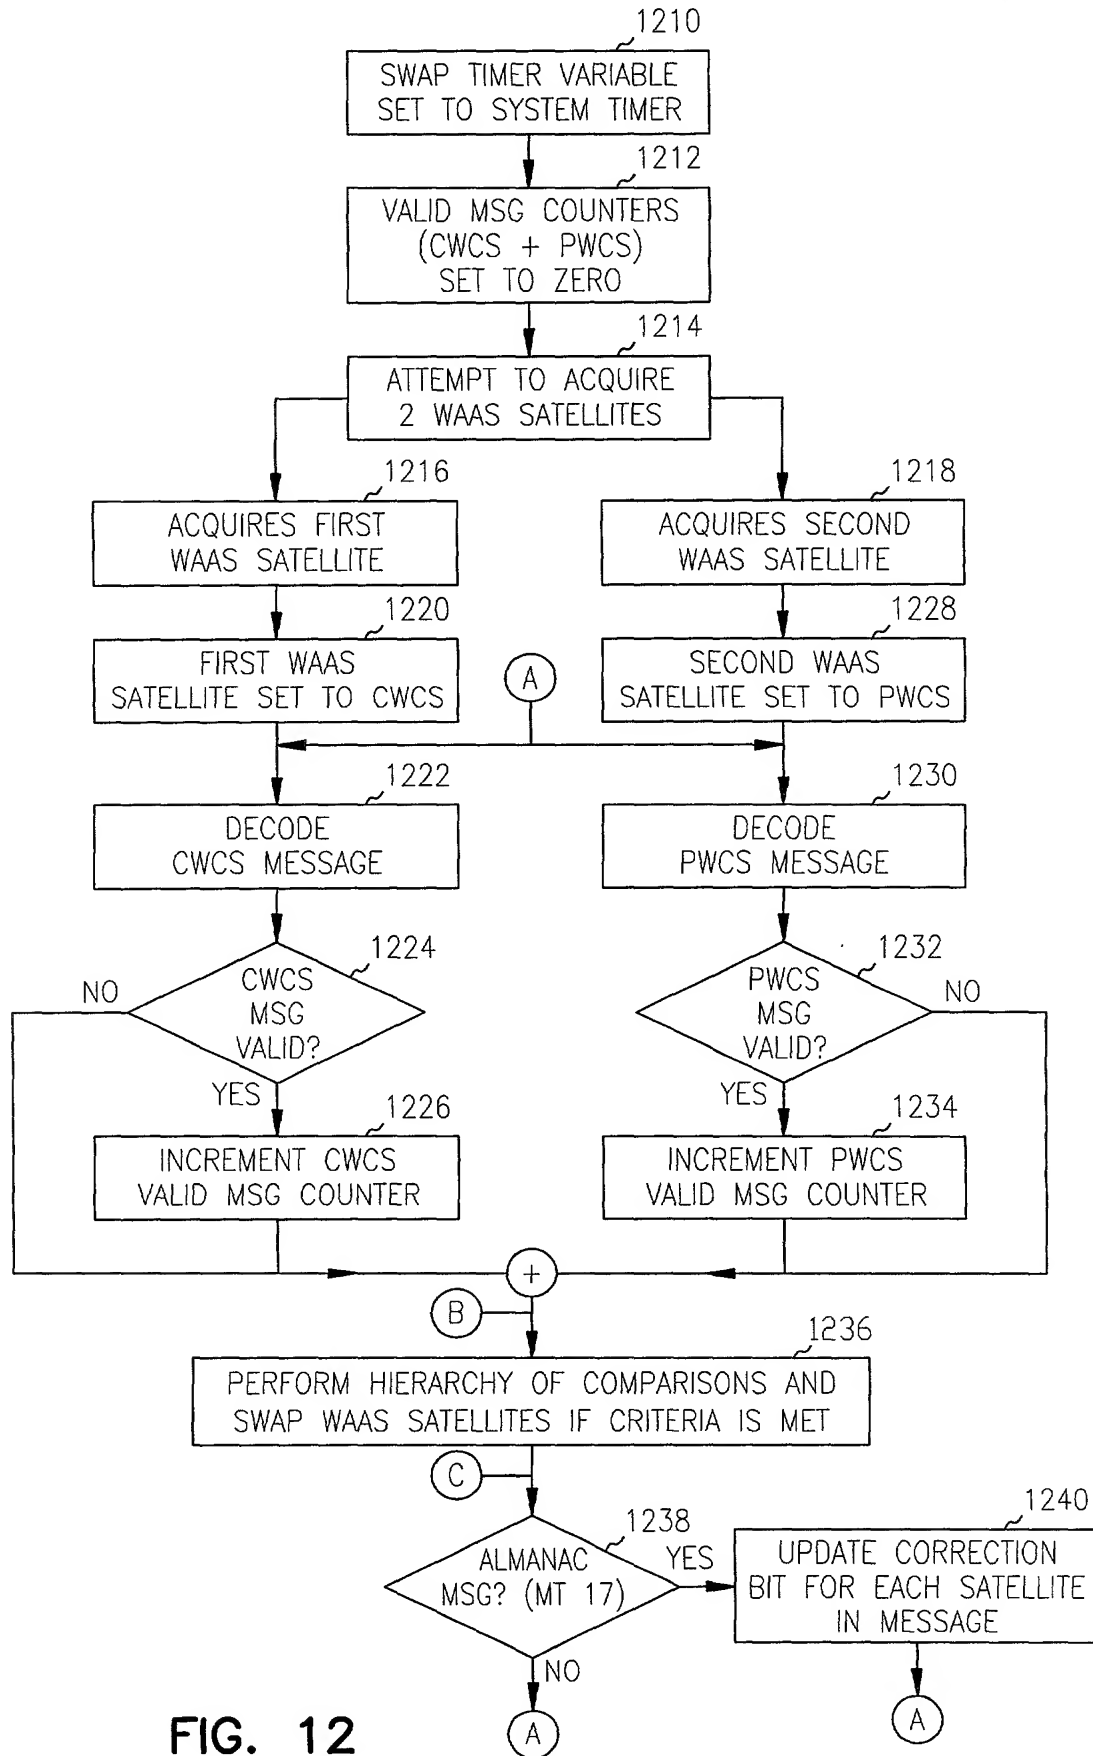 1210
SWAP TIMER VARIABLE
SET TO SYSTEM TIMER
1212
VALID MSG COUNTERS
(CWCS + PWCS)
SET TO ZERO
1214
ATTEMPT TO ACQUIRE
2 WAAS SATELLITES
1216
ACQUIRES FIRST
WAAS SATELLITE
1218
ACQUIRES SECOND
WAAS SATELLITE
1220
FIRST WAAS
SATELLITE SET TO CWCS
A
1228
SECOND WAAS
SATELLITE SET TO PWCS
1222
DECODE
CWCS MESSAGE
1230
DECODE
PWCS MESSAGE
1224
CWCS
MSG
VALID?
NO
YES
1232
PWCS
MSG
VALID?
NO
YES
1226
INCREMENT CWCS
VALID MSG COUNTER
1234
INCREMENT PWCS
VALID MSG COUNTER
+
B
1236
PERFORM HIERARCHY OF COMPARISONS AND
SWAP WAAS SATELLITES IF CRITERIA IS MET
C
1238
ALMANAC
MSG? (MT 17)
YES
NO
1240
UPDATE CORRECTION
BIT FOR EACH SATELLITE
IN MESSAGE
A
A
FIG. 12